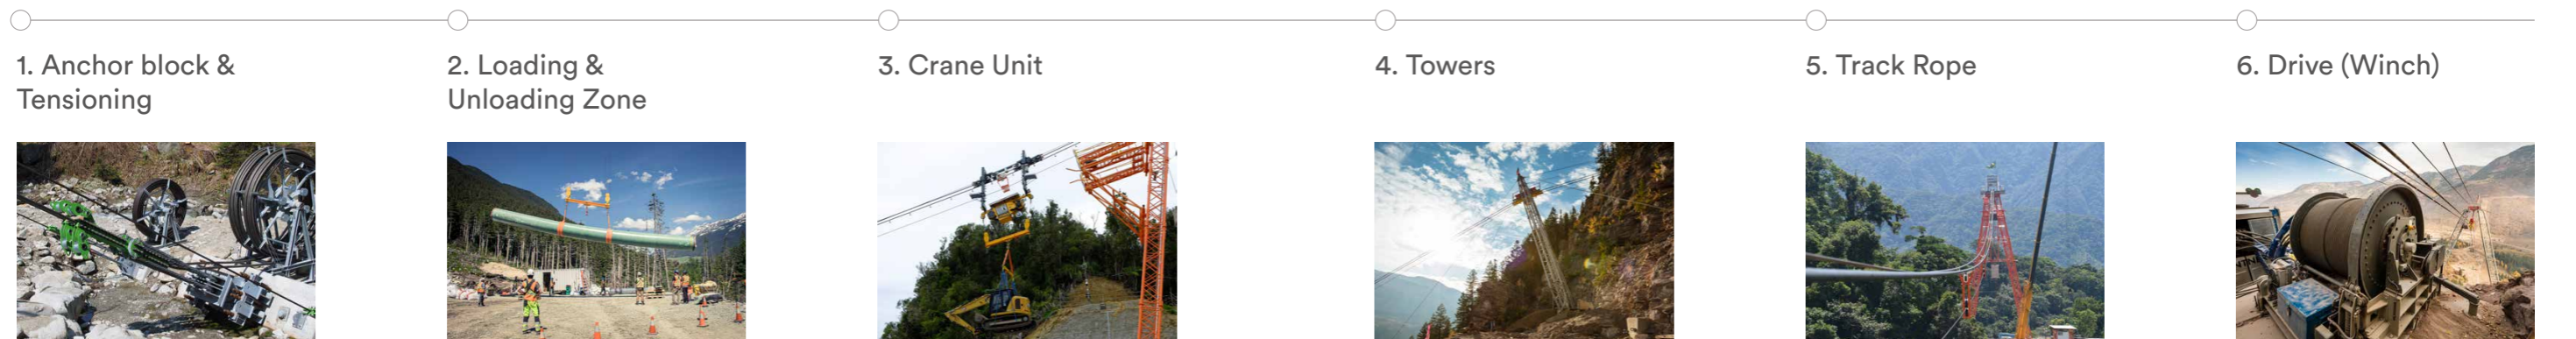 1. Anchor block &
Tensioning
2. Loading &
Unloading Zone
3. Crane Unit
4. Towers
5. Track Rope
6. Drive (Winch)